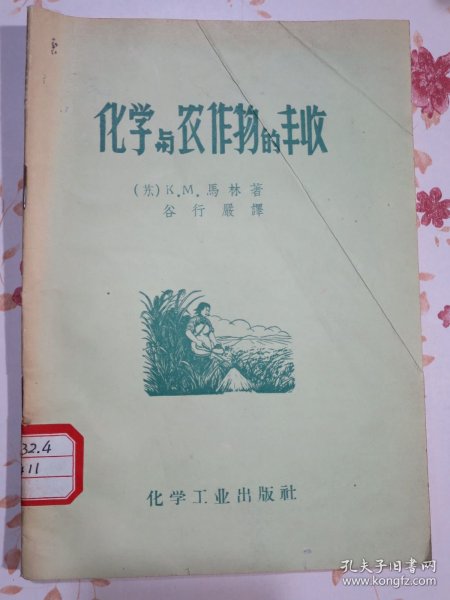 化学与农作物的丰收
(苏) K.M. 馬林著
谷行嚴譯
32.4
411
化学工业出版社
孔夫子旧书网
www.kongfz.com